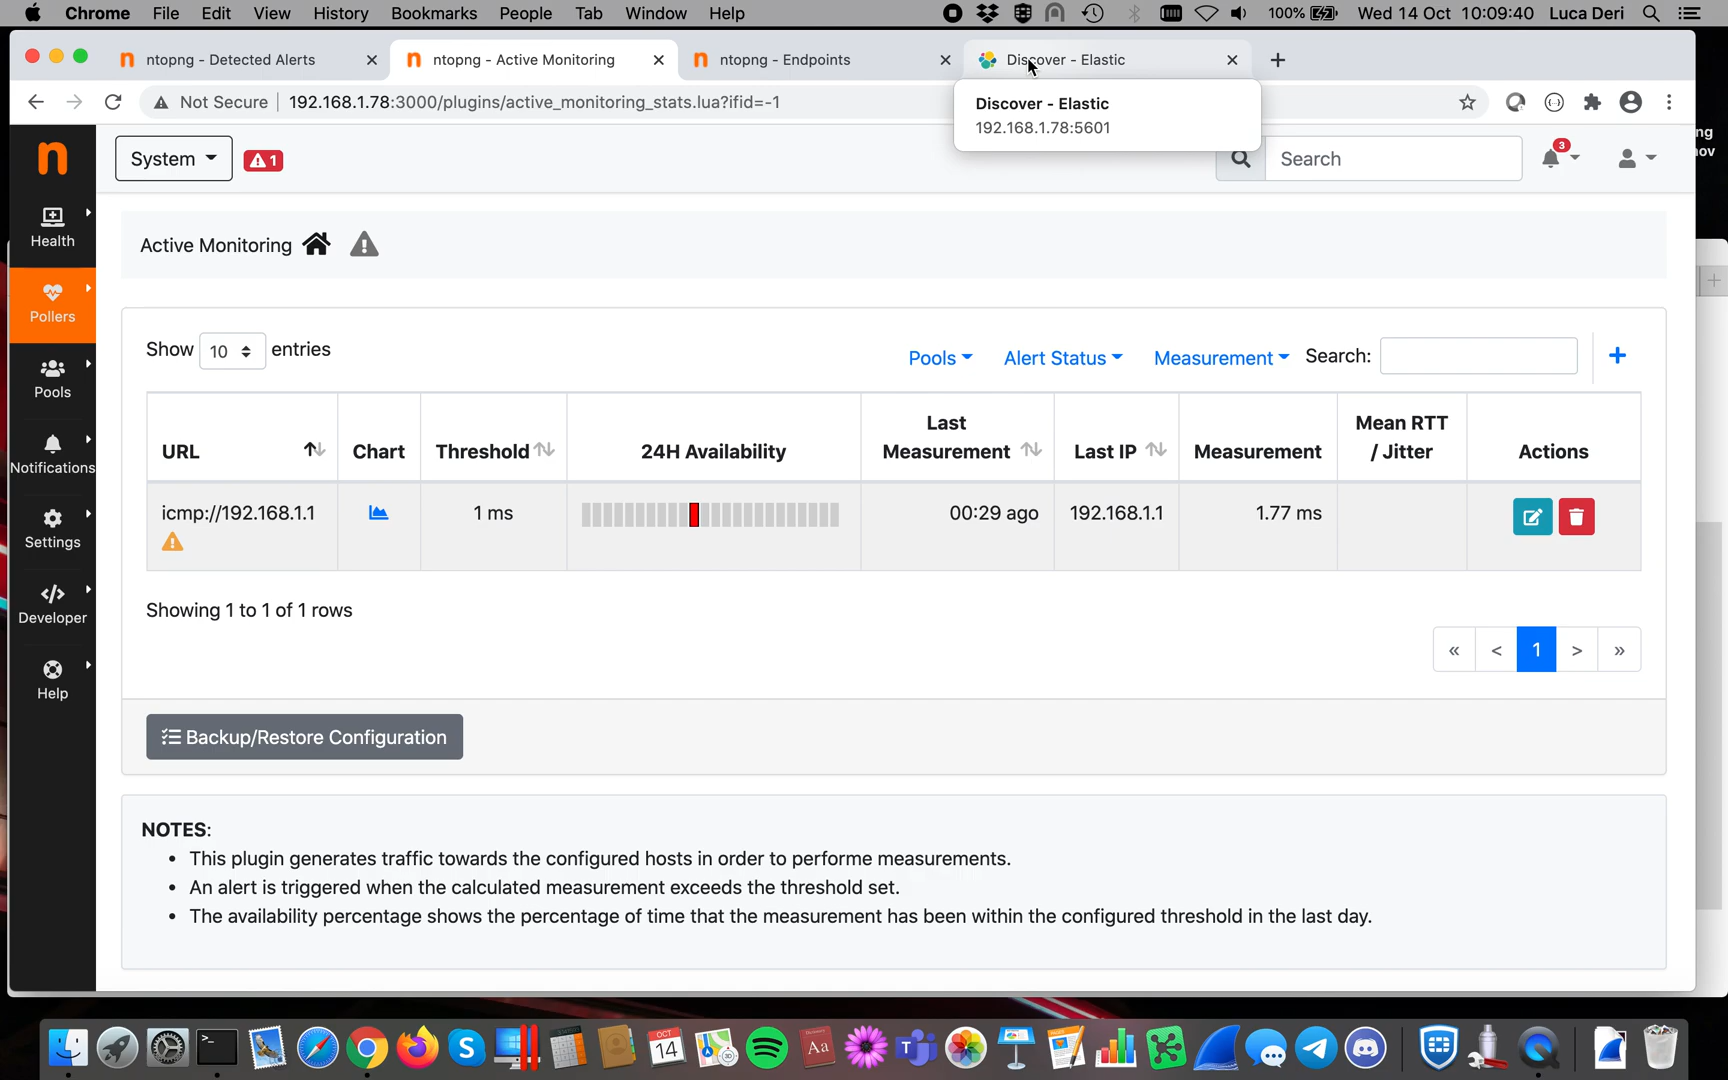 Chrome File Edit View History Bookmarks People Tab Window Help 100% Wed 14 Oct 10:09:40 Luca Deri
ntopng - Detected Alerts
ntopng - Active Monitoring
ntopng - Endpoints
Discover - Elastic
Not Secure 192.168.1.78:3000/plugins/active_monitoring_stats.lua?ifid=-1
Discover - Elastic
192.168.1.78:5601
System
1
Search
3
Health
Pollers
Pools
Notifications
Settings
Developer
Help
Active Monitoring
Show 10 entries
Pools Alert Status Measurement Search:
URL Chart Threshold 24H Availability Last Measurement Last IP Measurement Mean RTT / Jitter Actions
icmp://192.168.1.1 1 ms 00:29 ago 192.168.1.1 1.77 ms
Showing 1 to 1 of 1 rows
« < 1 > »
Backup/Restore Configuration
NOTES:
• This plugin generates traffic towards the configured hosts in order to performe measurements.
• An alert is triggered when the calculated measurement exceeds the threshold set.
• The availability percentage shows the percentage of time that the measurement has been within the configured threshold in the last day.
OCT
14
Aa